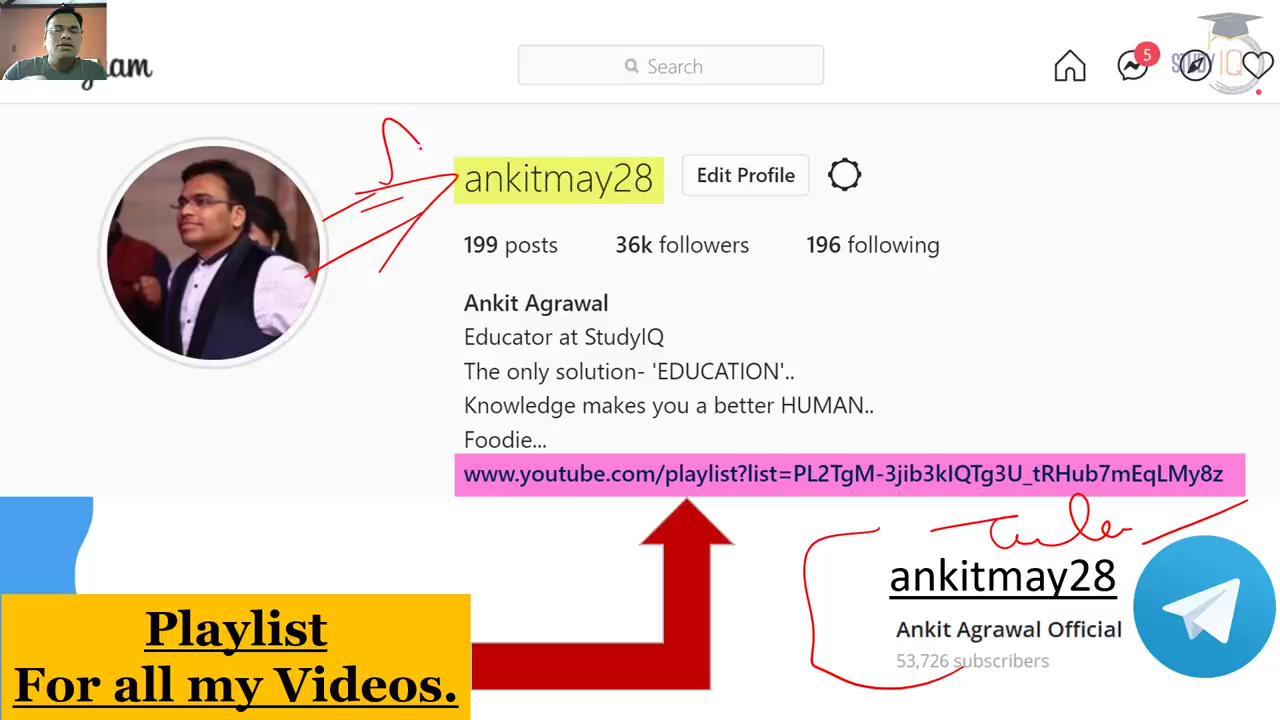 Search
5
STUDY IQ
ankitmay28
Edit Profile
199 posts 36k followers 196 following
Ankit Agrawal
Educator at StudyIQ
The only solution- 'EDUCATION'..
Knowledge makes you a better HUMAN..
Foodie...
www.youtube.com/playlist?list=PL2TgM-3jib3kIQTg3U_tRHub7mEqLMy8z
ankitmay28
Ankit Agrawal Official
53,726 subscribers
Playlist
For all my Videos.